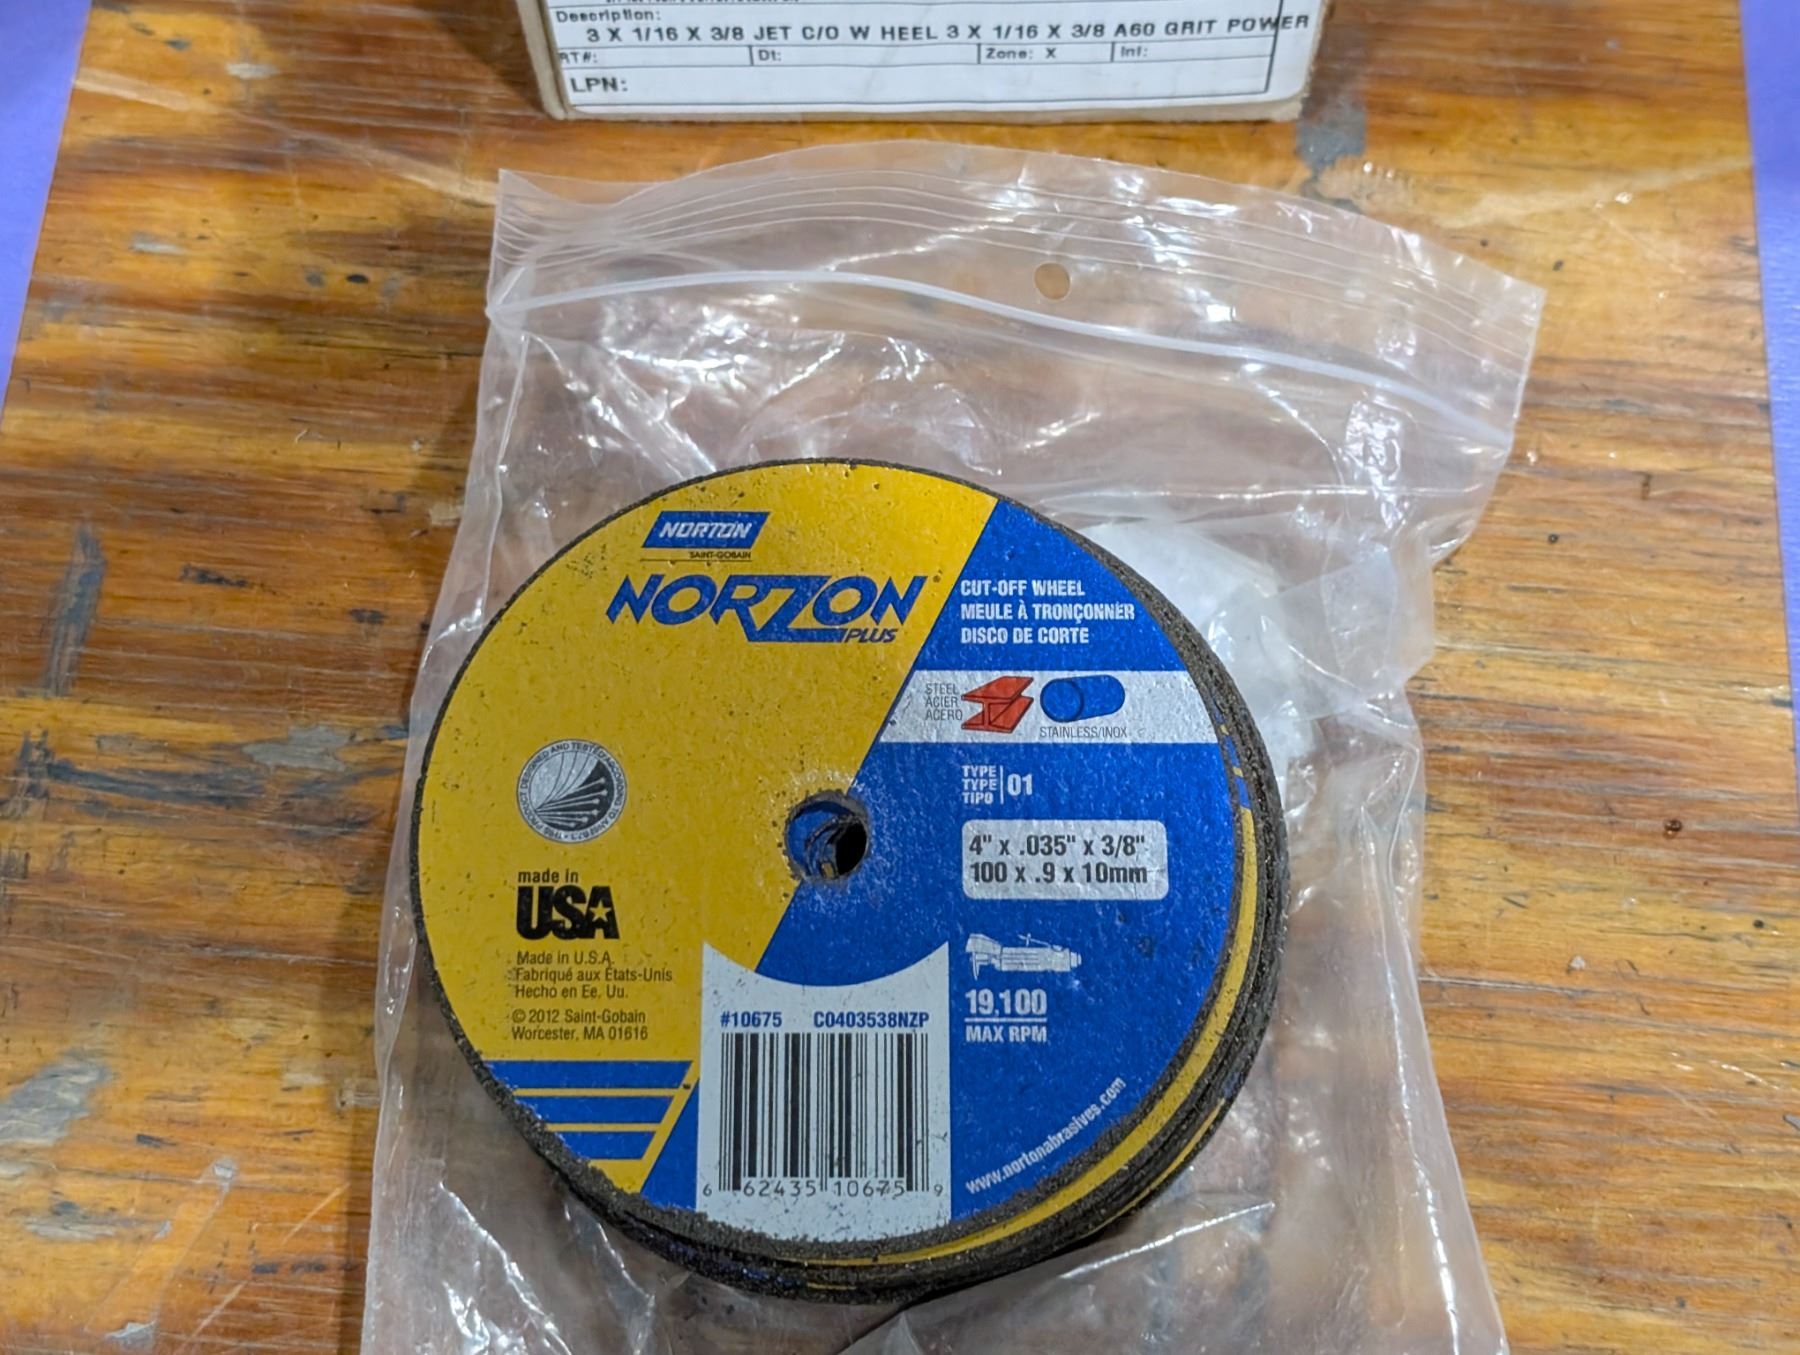 Description:
3 X 1/16 X 3/8 JET C/O W HEEL 3 X 1/16 X 3/8 A60 GRIT POWER
RT#: Dt: Zone: X Int:
LPN:
NORTON
SAINT-GOBAIN
NORZON
PLUS
CUT-OFF WHEEL
MEULE À TRONÇONNER
DISCO DE CORTE
STEEL
ACIER
ACERO
STAINLESS/INOX
TYPE
TYPE
TIPO
01
4" x .035" x 3/8"
100 x .9 x 10mm
19,100
MAX RPM
www.nortonabrasives.com
made in
USA
Made in U.S.A.
Fabriqué aux États-Unis
Hecho en Ee. Uu.
© 2012 Saint-Gobain
Worcester, MA 01616
#10675 C0403538NZP
6 62435 10675 9